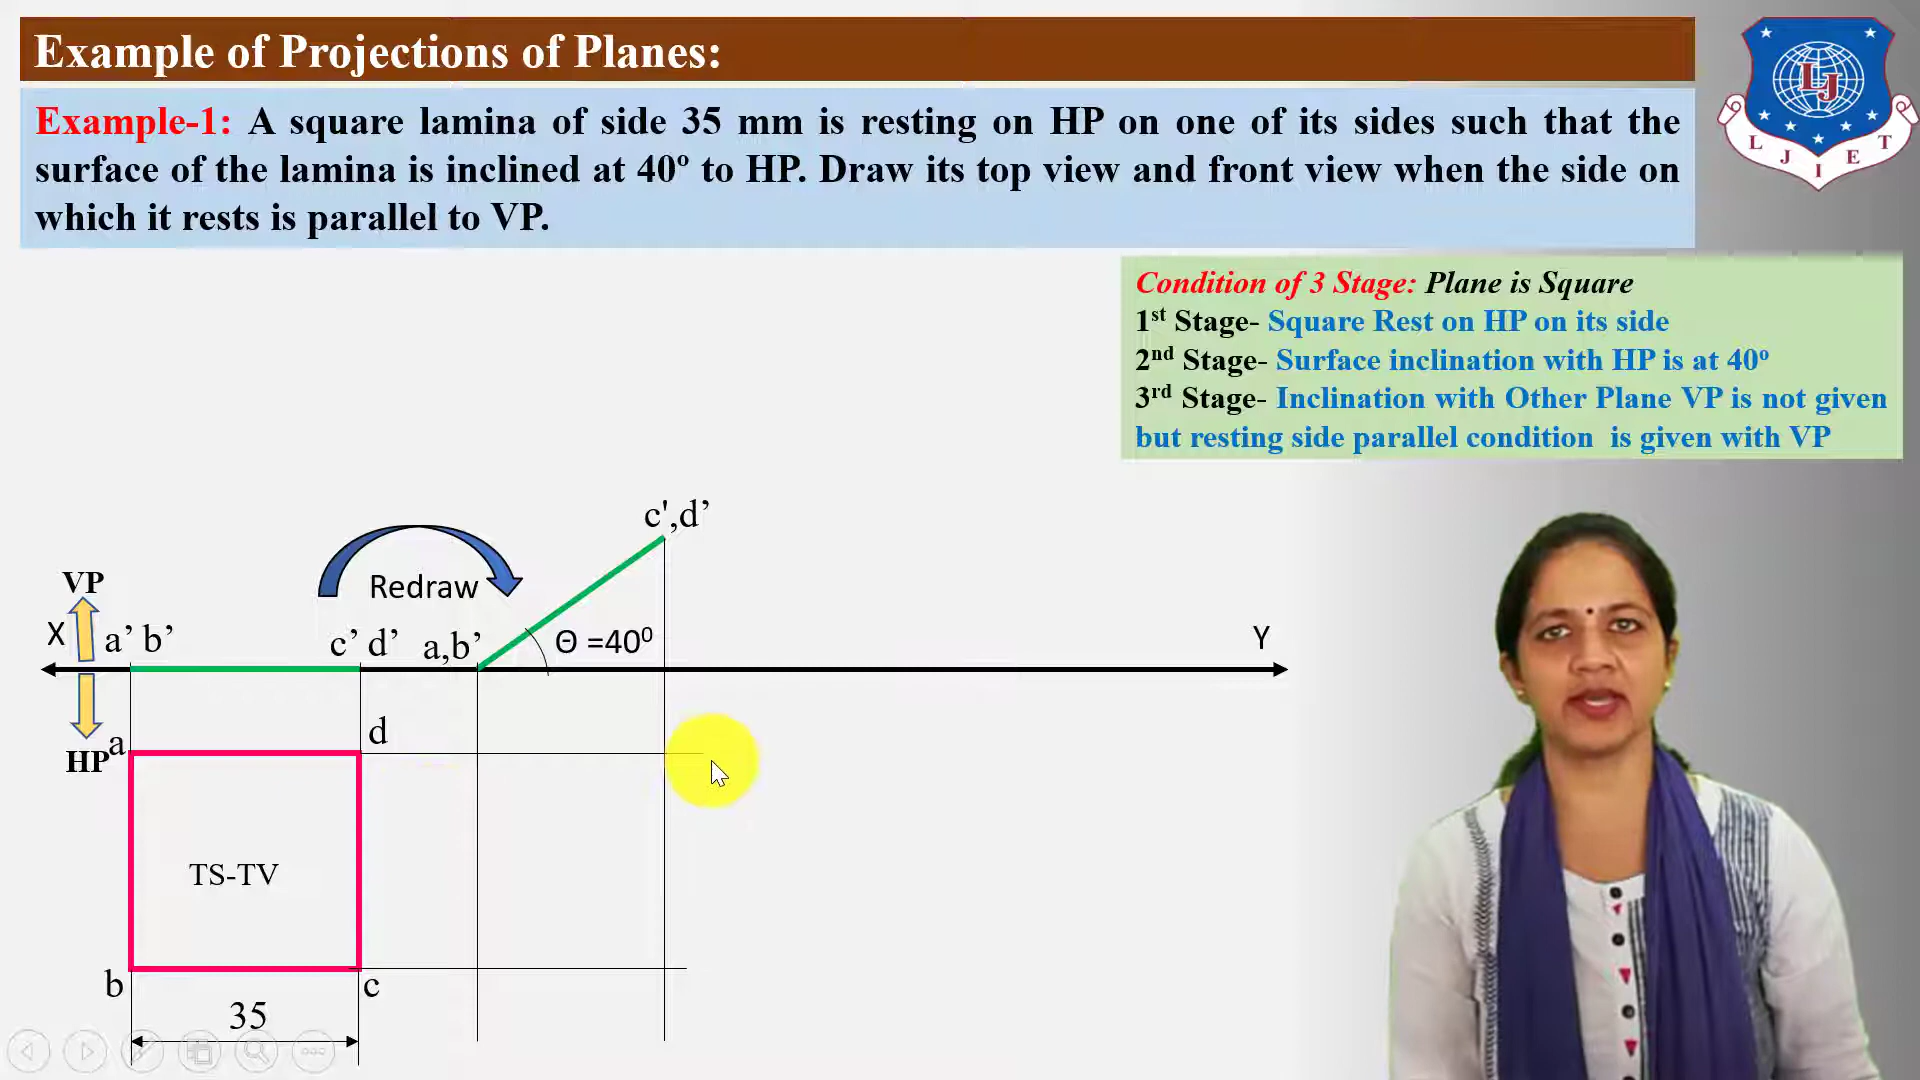 Example of Projections of Planes:
Example-1: A square lamina of side 35 mm is resting on HP on one of its sides such that the
surface of the lamina is inclined at 40º to HP. Draw its top view and front view when the side on
which it rests is parallel to VP.
L J I E T
LJ
Condition of 3 Stage: Plane is Square
1st Stage- Square Rest on HP on its side
2nd Stage- Surface inclination with HP is at 40º
3rd Stage- Inclination with Other Plane VP is not given
but resting side parallel condition is given with VP
c',d’
Redraw
VP
X
a’ b’
c’ d’
a,b’
Θ =40⁰
Y
d
a
HP
TS-TV
b
c
35